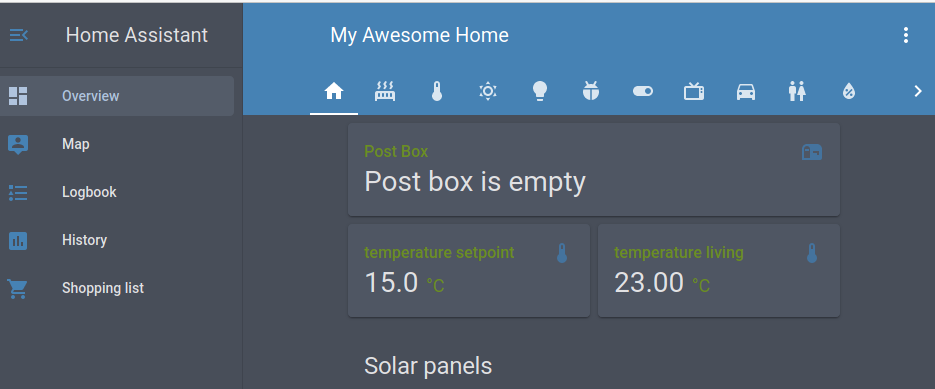 Home Assistant
My Awesome Home
Overview
Map
Logbook
History
Shopping list
Post Box
Post box is empty
temperature setpoint
15.0 °C
temperature living
23.00 °C
Solar panels